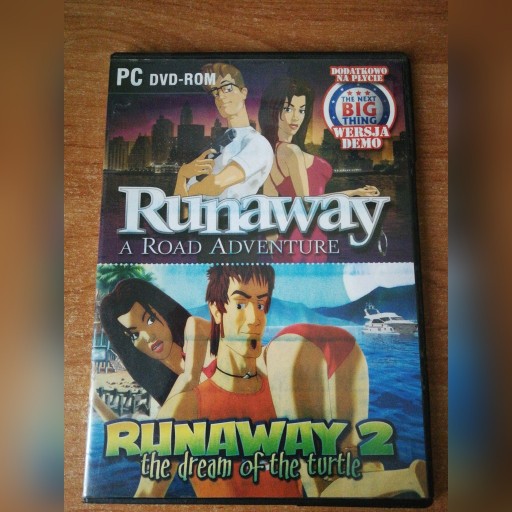 PC DVD-ROM
DODATKOWO
NA PŁYCIE
THE NEXT
BIG
THING
WERSJA
DEMO
Runaway
A ROAD ADVENTURE
RUNAWAY 2
the dream of the turtle